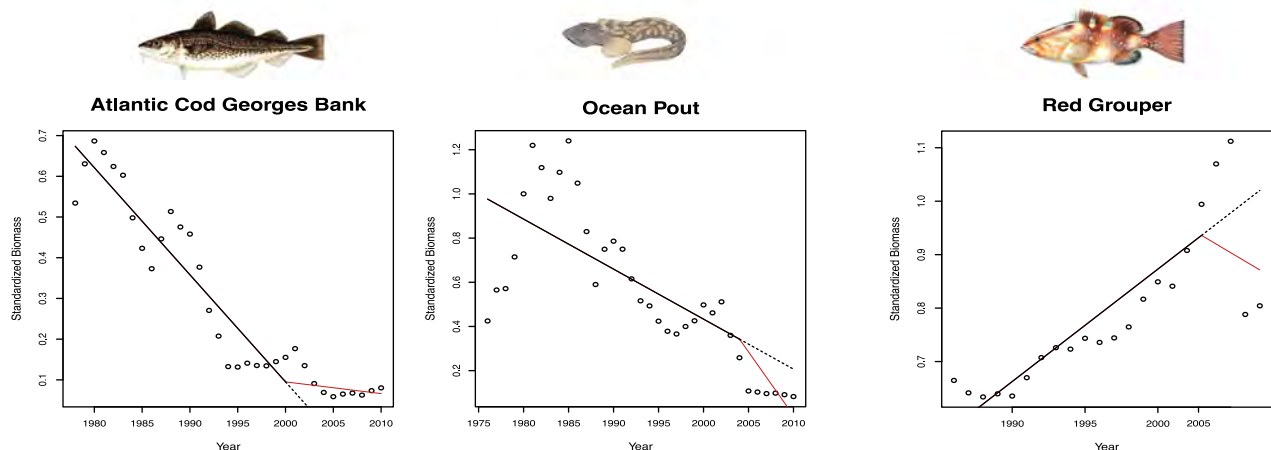 Atlantic Cod Georges Bank
Standardized Biomass
0.7
0.6
0.5
0.4
0.3
0.2
0.1
1980 1985 1990 1995 2000 2005 2010
Year
Ocean Pout
Standardized Biomass
1.2
1.0
0.8
0.6
0.4
0.2
1975 1980 1985 1990 1995 2000 2005 2010
Year
Red Grouper
Standardized Biomass
1.1
1.0
0.9
0.8
0.7
1990 1995 2000 2005
Year